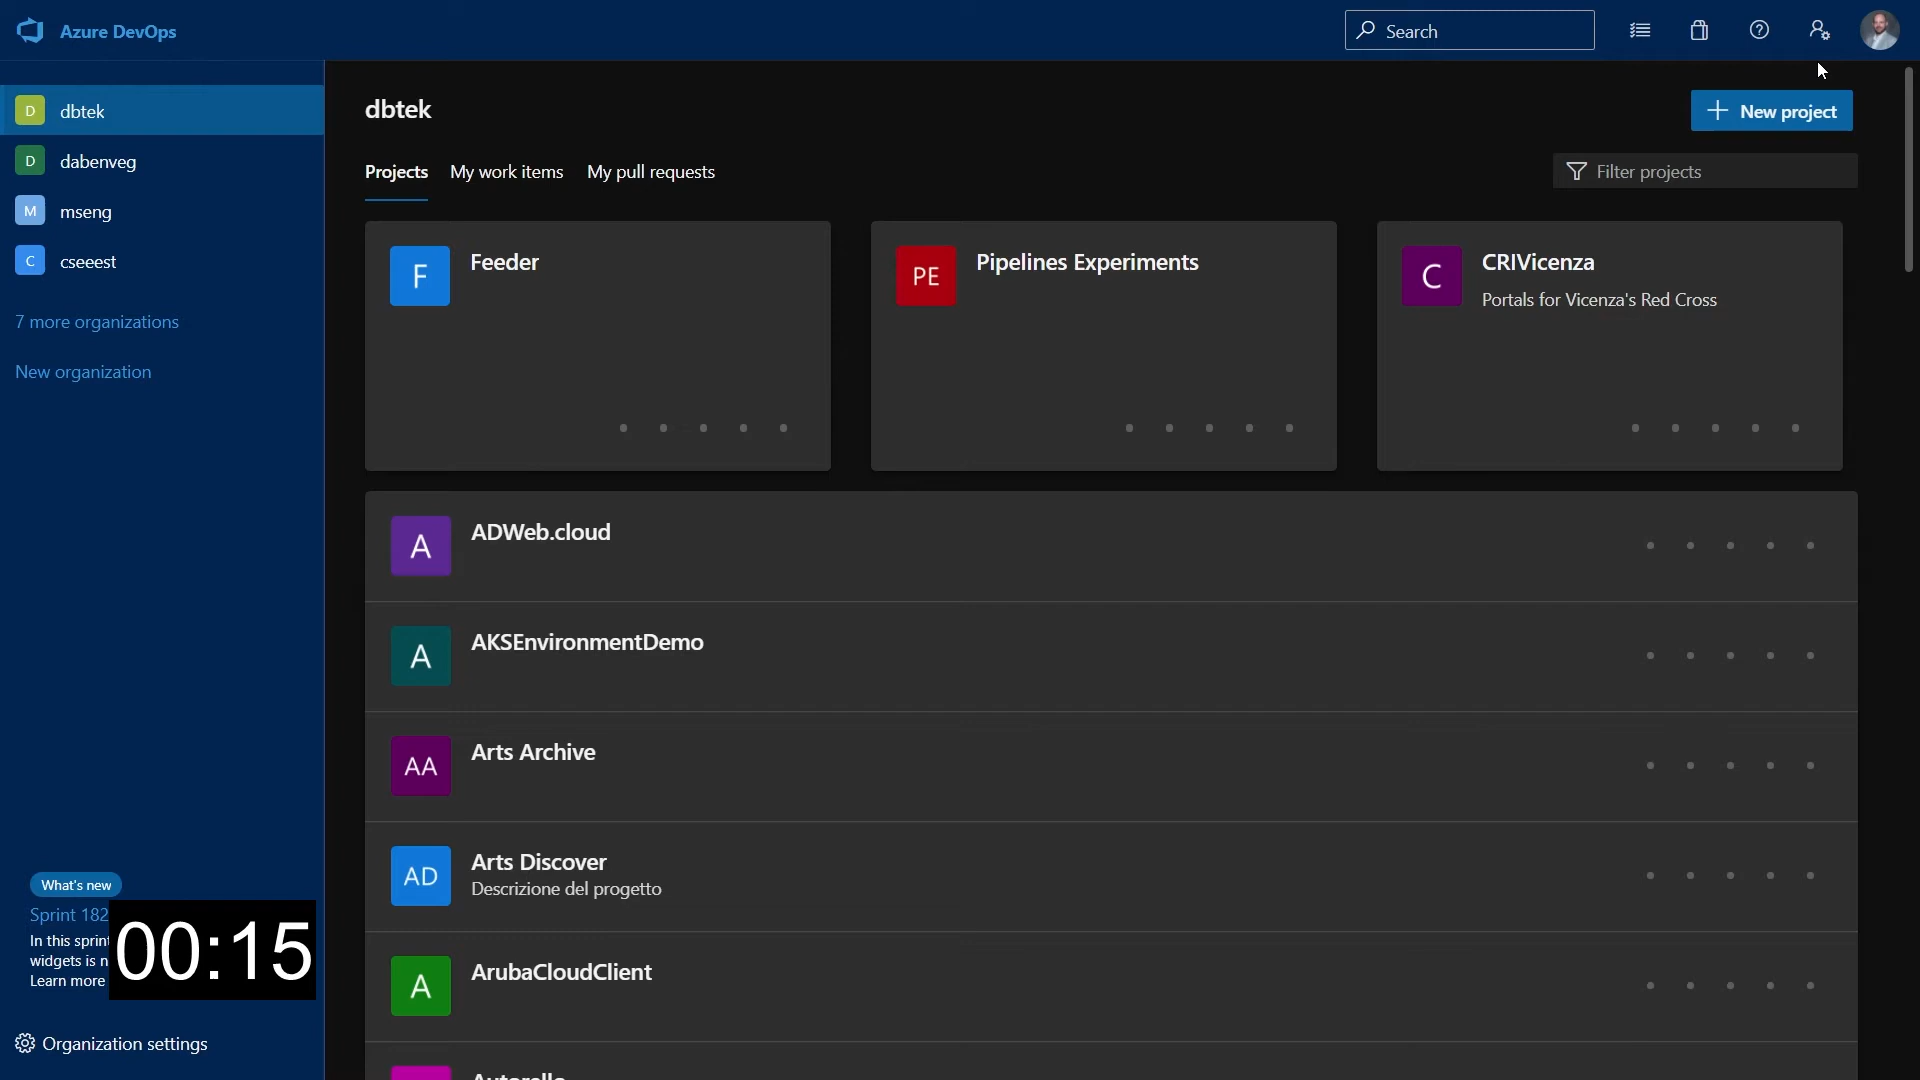 Azure DevOps
Search
D dbtek
D dabenveg
M mseng
C cseeest
7 more organizations
New organization
What's new
Sprint 182
In this sprint
widgets is
Learn more
00:15
Organization settings
dbtek
New project
Projects My work items My pull requests
Filter projects
F Feeder
PE Pipelines Experiments
C CRIVicenza
Portals for Vicenza's Red Cross
A ADWeb.cloud
A AKSEnvironmentDemo
AA Arts Archive
AD Arts Discover
Descrizione del progetto
A ArubaCloudClient